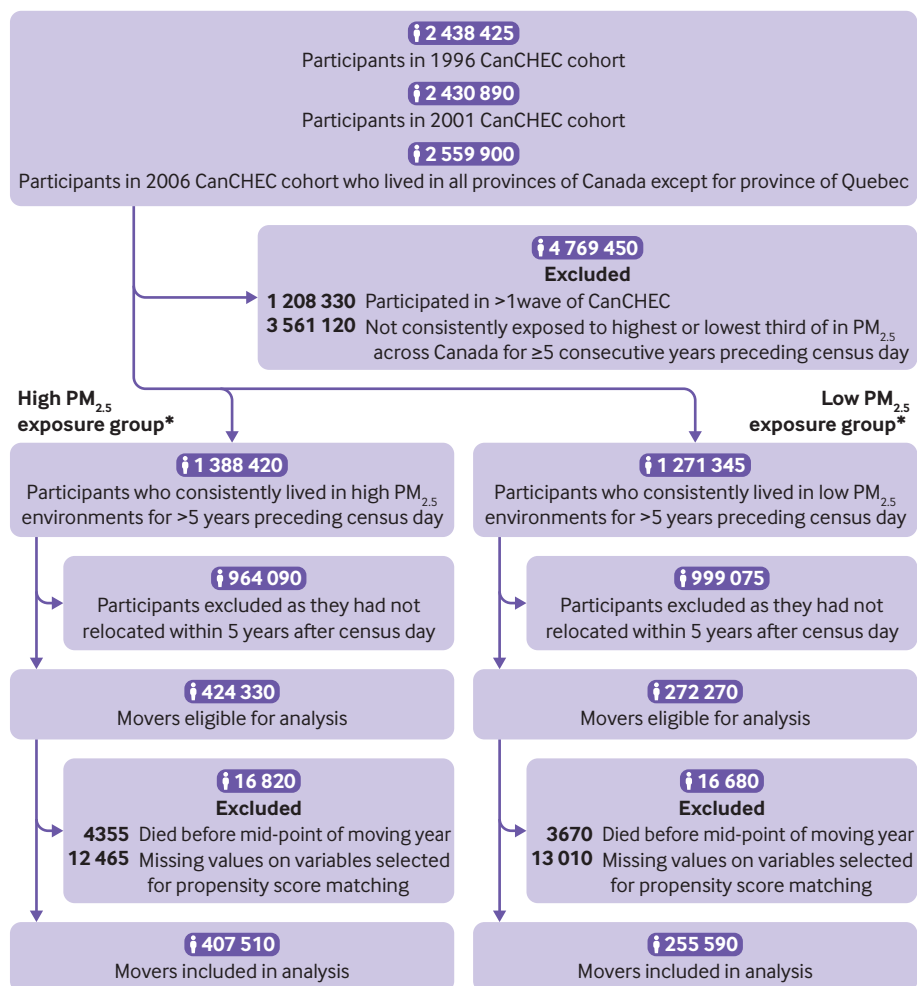 2 438 425
Participants in 1996 CanCHEC cohort
2 430 890
Participants in 2001 CanCHEC cohort
2 559 900
Participants in 2006 CanCHEC cohort who lived in all provinces of Canada except for province of Quebec
4 769 450
Excluded
1 208 330 Participated in >1wave of CanCHEC
3 561 120 Not consistently exposed to highest or lowest third of in PM2.5
across Canada for ≥5 consecutive years preceding census day
High PM2.5
exposure group*
Low PM2.5
exposure group*
1 388 420
Participants who consistently lived in high PM2.5
environments for >5 years preceding census day
1 271 345
Participants who consistently lived in low PM2.5
environments for >5 years preceding census day
964 090
Participants excluded as they had not
relocated within 5 years after census day
999 075
Participants excluded as they had not
relocated within 5 years after census day
424 330
Movers eligible for analysis
272 270
Movers eligible for analysis
16 820
Excluded
4355 Died before mid-point of moving year
12 465 Missing values on variables selected
for propensity score matching
16 680
Excluded
3670 Died before mid-point of moving year
13 010 Missing values on variables selected
for propensity score matching
407 510
Movers included in analysis
255 590
Movers included in analysis